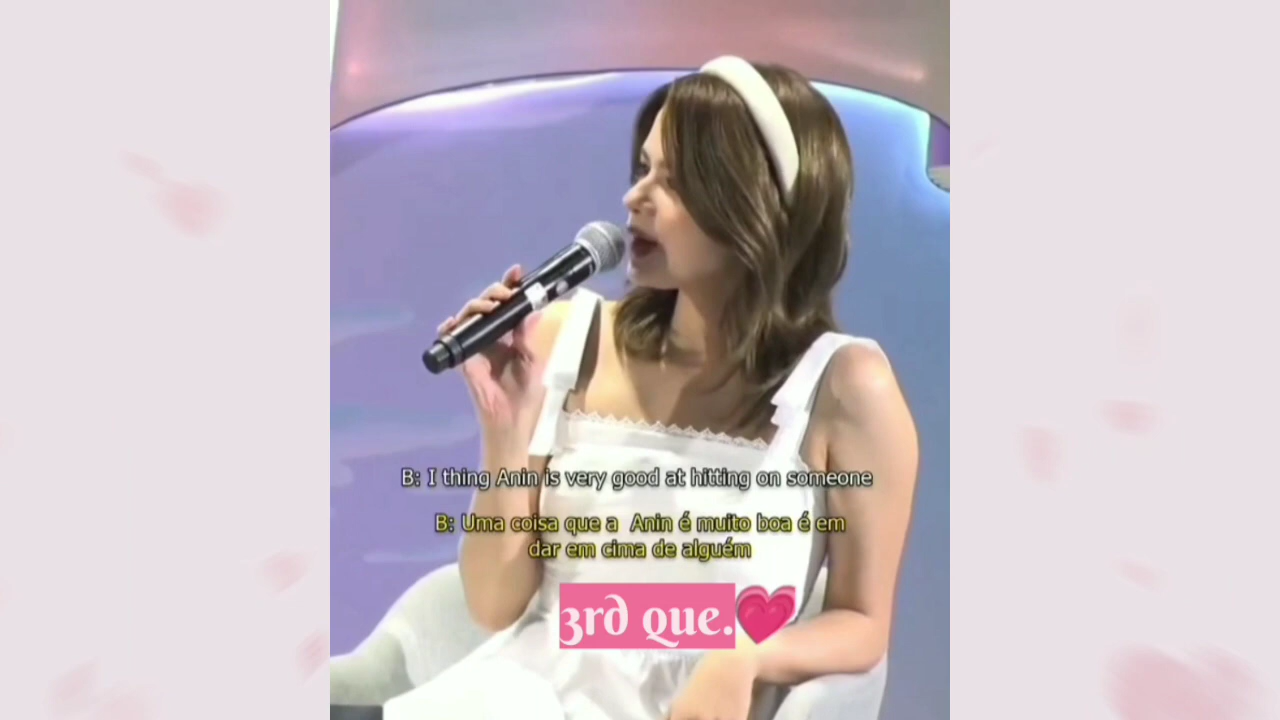 B: I thing Anin is very good at hitting on someone
B: Uma coisa que a Anin é muito boa é em
dar em cima de alguém
3rd que.